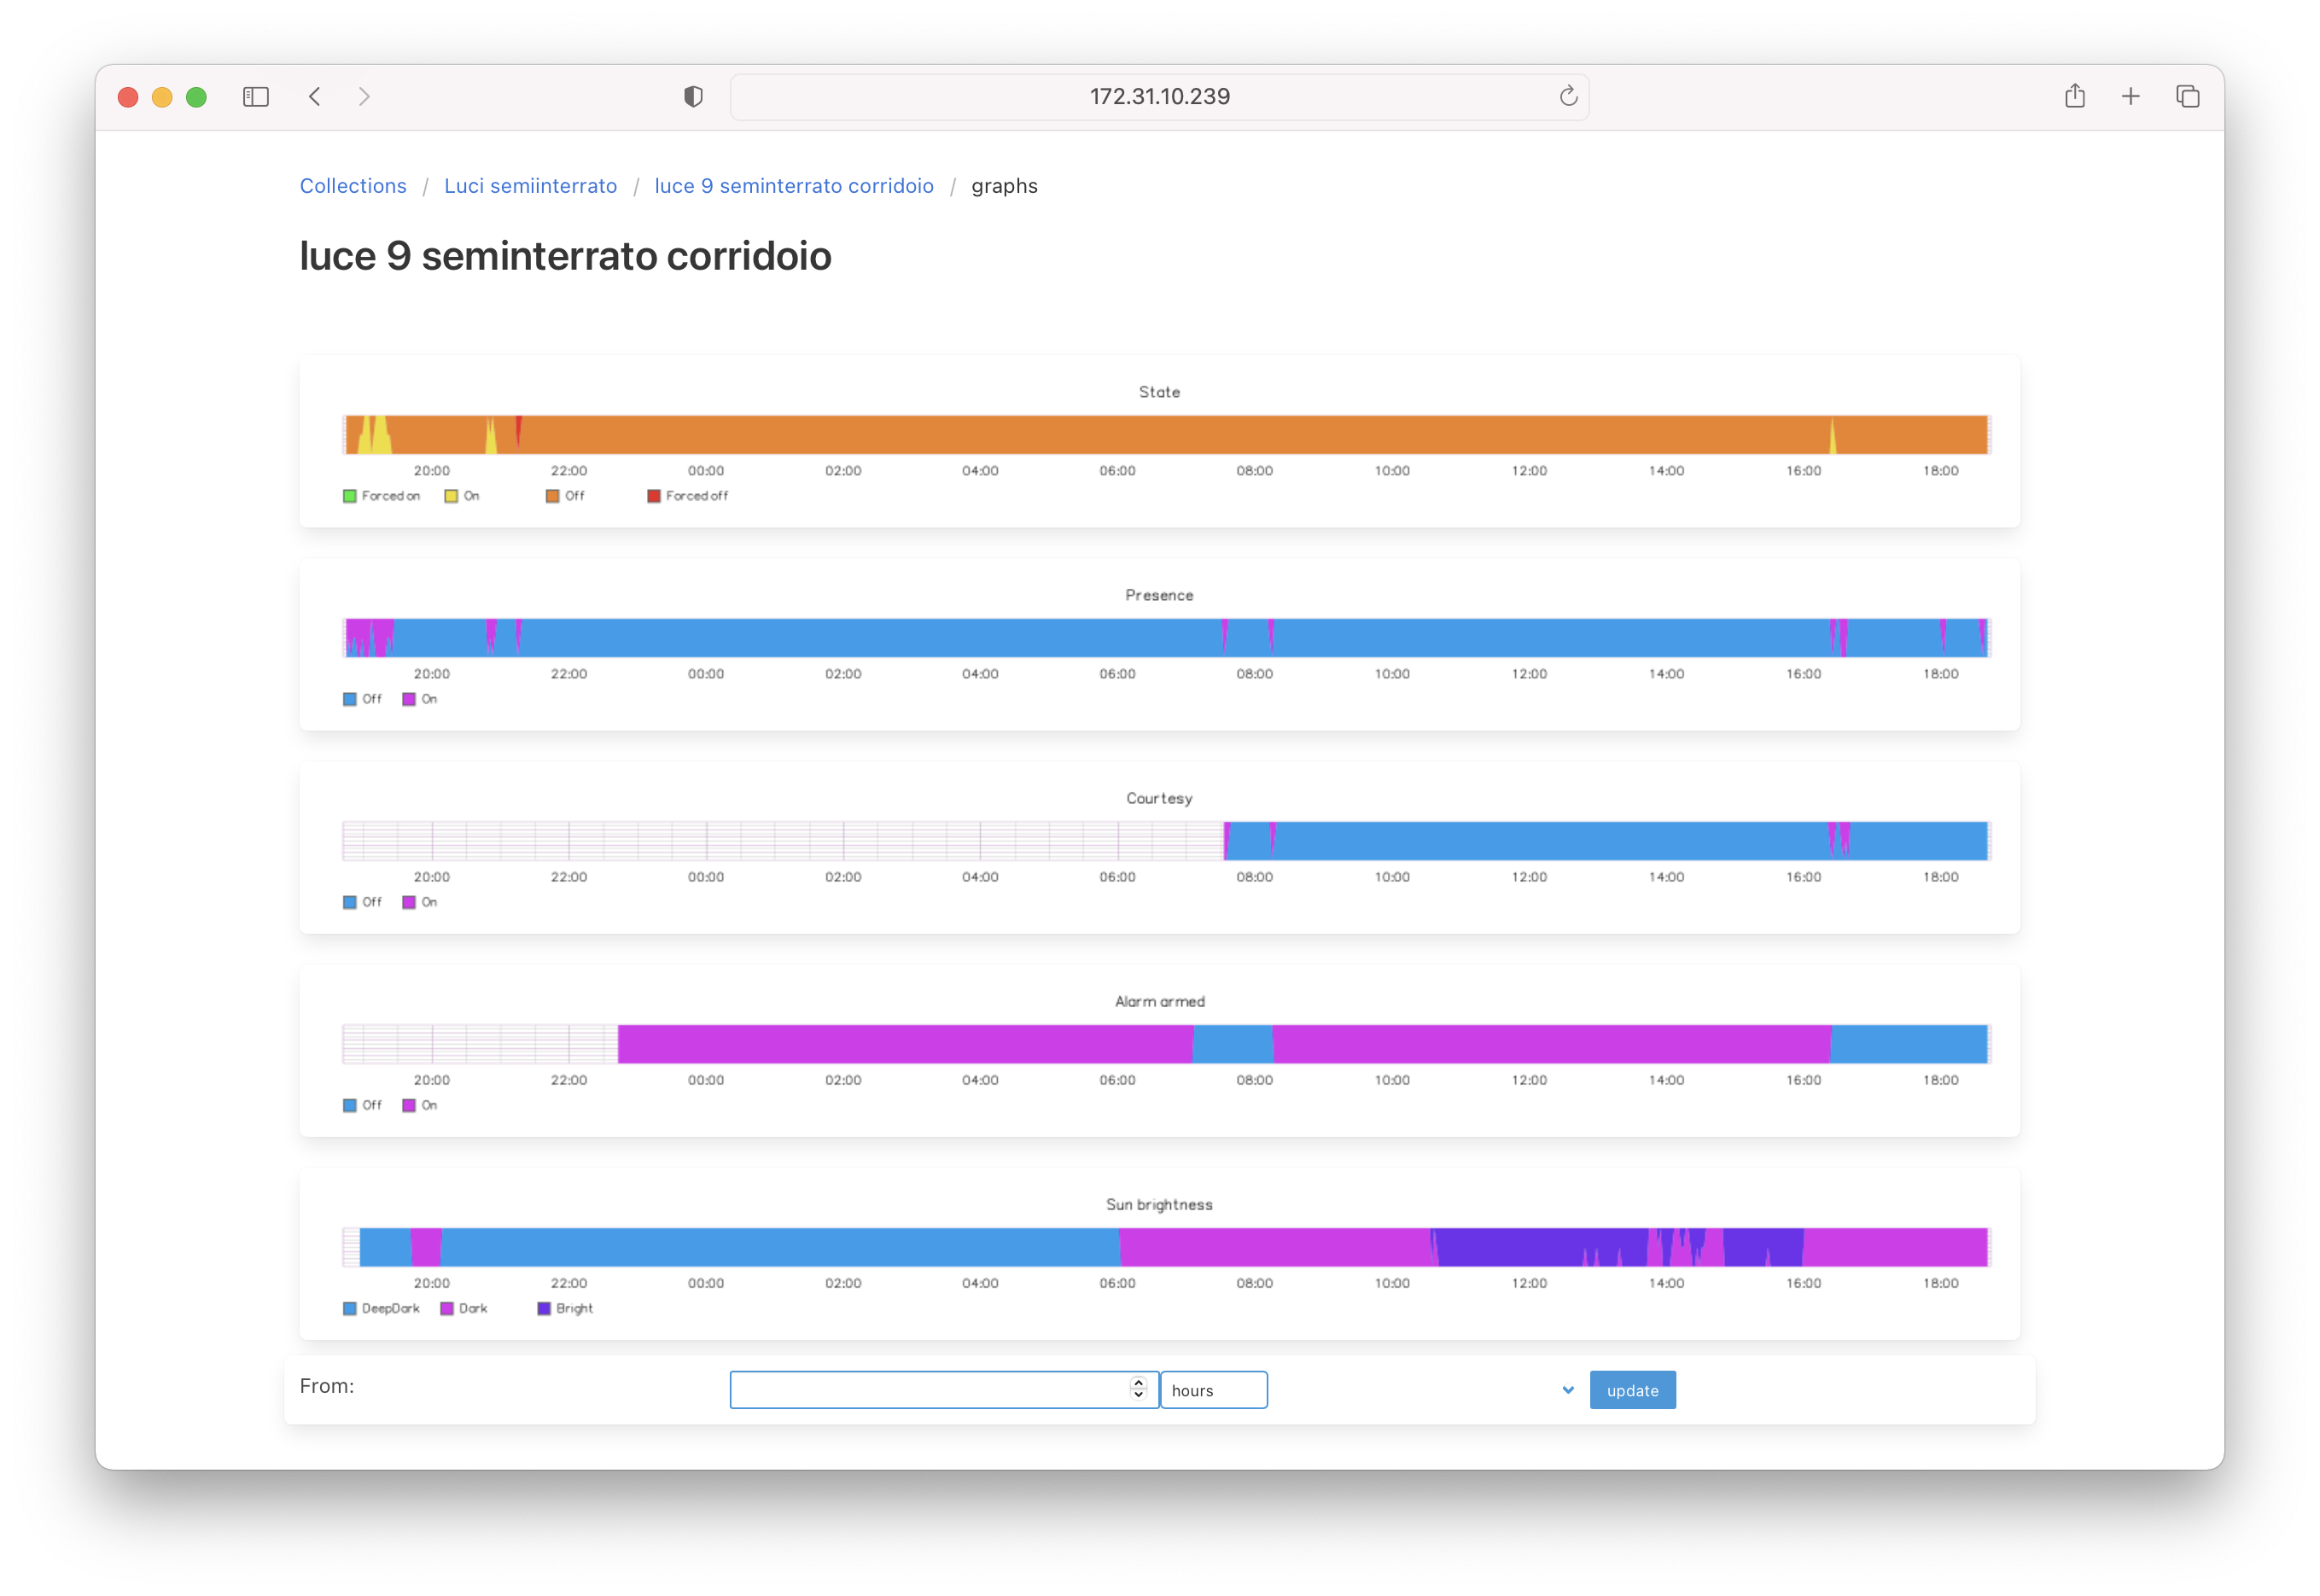 172.31.10.239
Collections / Luci semiinterrato / luce 9 seminterrato corridoio / graphs
luce 9 seminterrato corridoio
State
20:00 22:00 00:00 02:00 04:00 06:00 08:00 10:00 12:00 14:00 16:00 18:00
Forced on On Off Forced off
Presence
20:00 22:00 00:00 02:00 04:00 06:00 08:00 10:00 12:00 14:00 16:00 18:00
Off On
Courtesy
20:00 22:00 00:00 02:00 04:00 06:00 08:00 10:00 12:00 14:00 16:00 18:00
Off On
Alarm armed
20:00 22:00 00:00 02:00 04:00 06:00 08:00 10:00 12:00 14:00 16:00 18:00
Off On
Sun brightness
20:00 22:00 00:00 02:00 04:00 06:00 08:00 10:00 12:00 14:00 16:00 18:00
DeepDark Dark Bright
From: hours update